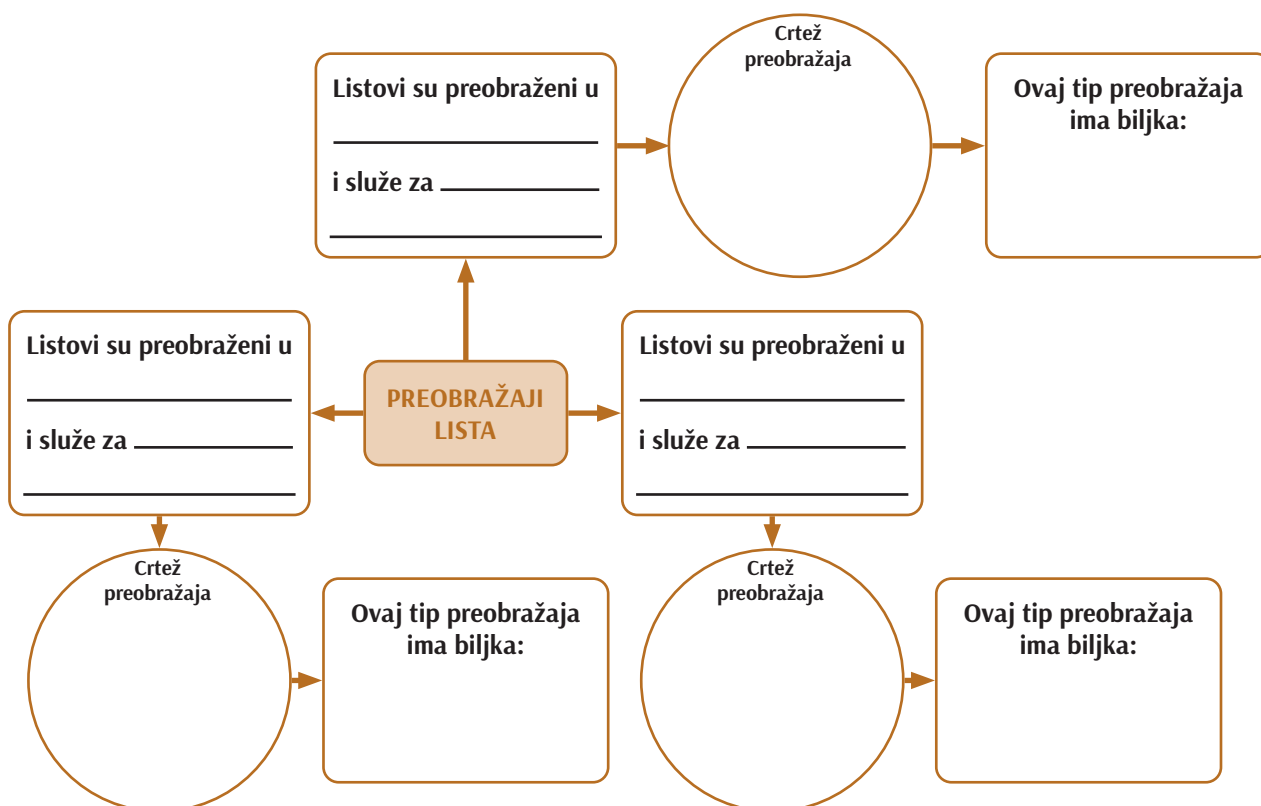 Crtež
preobražaja
Listovi su preobraženi u
i služe za
Ovaj tip preobražaja
ima biljka:
Listovi su preobraženi u
i služe za
PREOBRAŽAJI
LISTA
Listovi su preobraženi u
i služe za
Crtež
preobražaja
Ovaj tip preobražaja
ima biljka:
Crtež
preobražaja
Ovaj tip preobražaja
ima biljka: